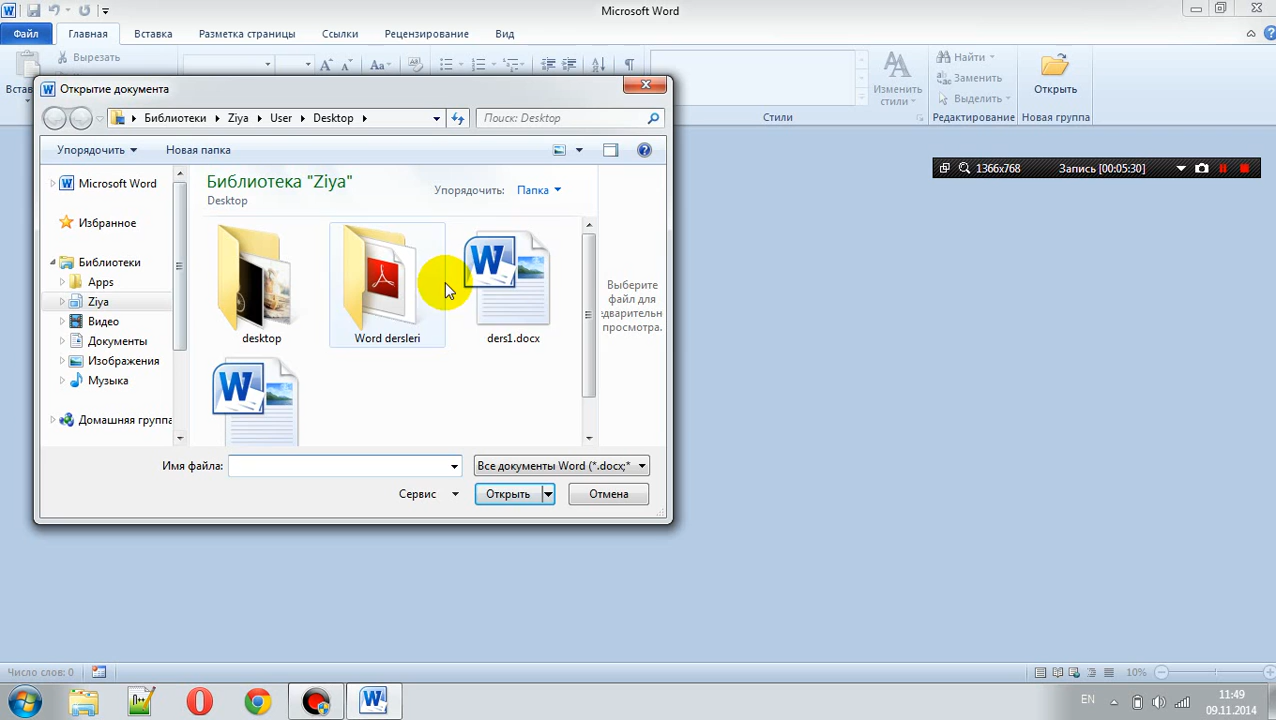 Microsoft Word
Файл Главная Вставка Разметка страницы Ссылки Рецензирование Вид
Вырезать
Aa
Изменить стили
Найти
Заменить
Выделить
Открыть
Стили
Редактирование
Новая группа
Открытие документа
Библиотеки Ziya User Desktop
Поиск: Desktop
Упорядочить Новая папка
1366x768 Запись [00:05:30]
Microsoft Word
Избранное
Библиотеки
Apps
Ziya
Видео
Документы
Изображения
Музыка
Домашняя группа
Библиотека "Ziya"
Desktop
Упорядочить: Папка
desktop
Word dersleri
ders1.docx
Выберите
файл для
дварительн
просмотра.
Имя файла:
Все документы Word (*.docx;*
Сервис Открыть Отмена
Число слов: 0
10%
EN
11:49
09.11.2014